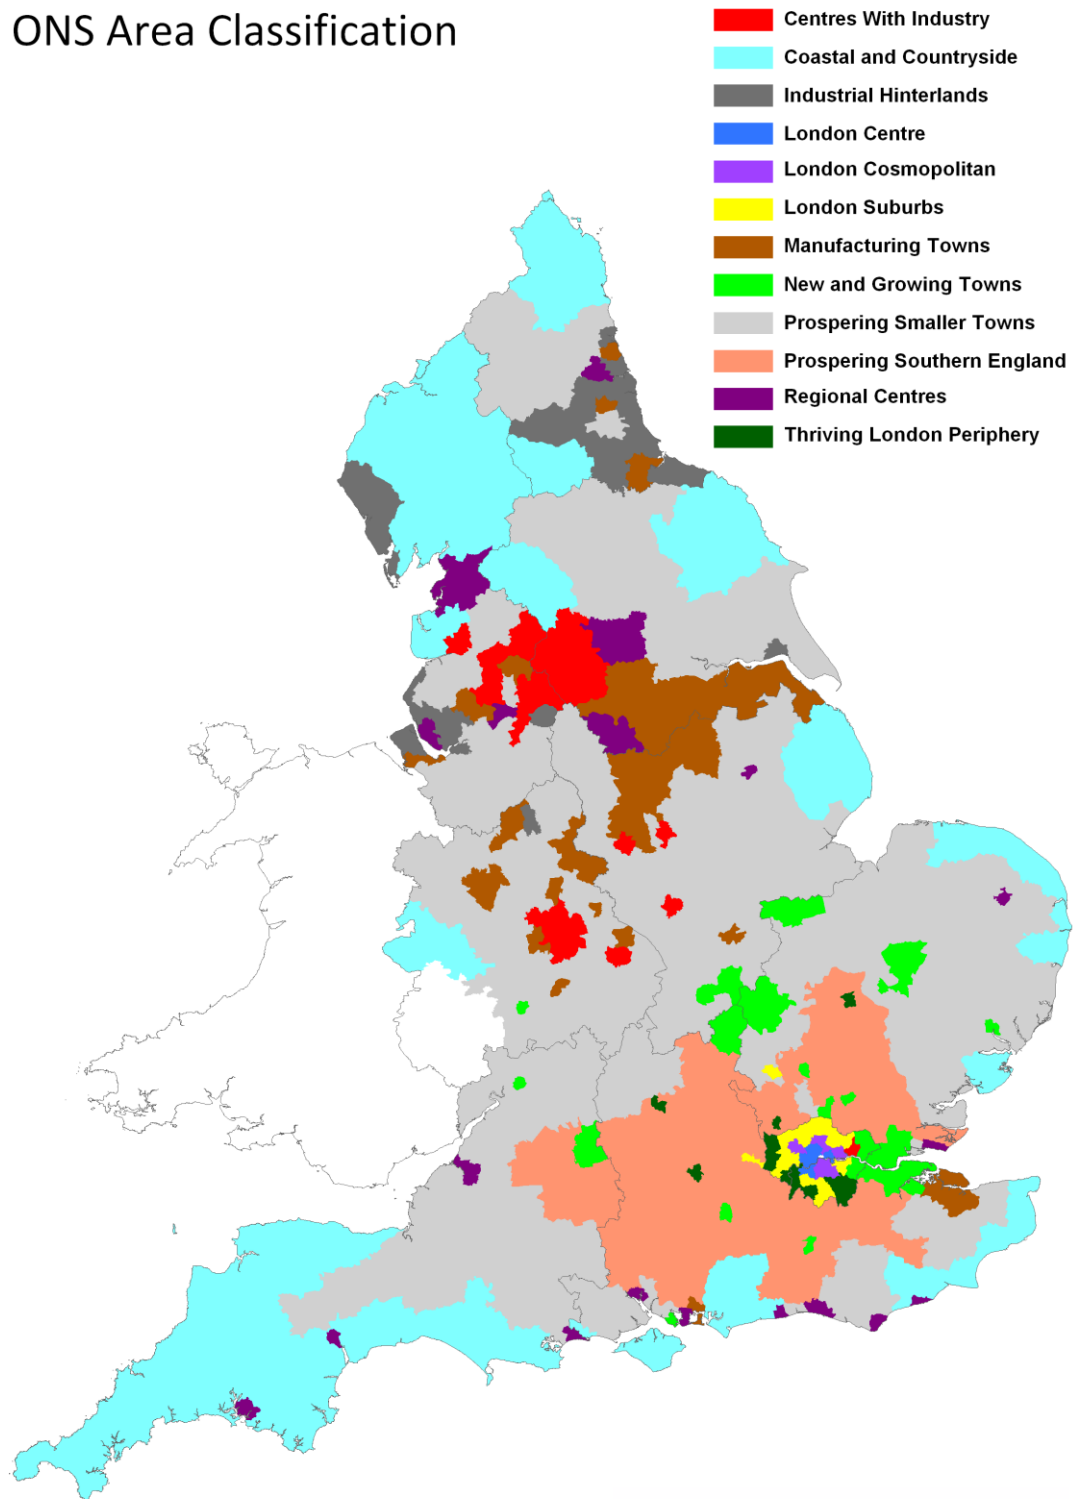 ONS Area Classification
Centres With Industry
Coastal and Countryside
Industrial Hinterlands
London Centre
London Cosmopolitan
London Suburbs
Manufacturing Towns
New and Growing Towns
Prospering Smaller Towns
Prospering Southern England
Regional Centres
Thriving London Periphery